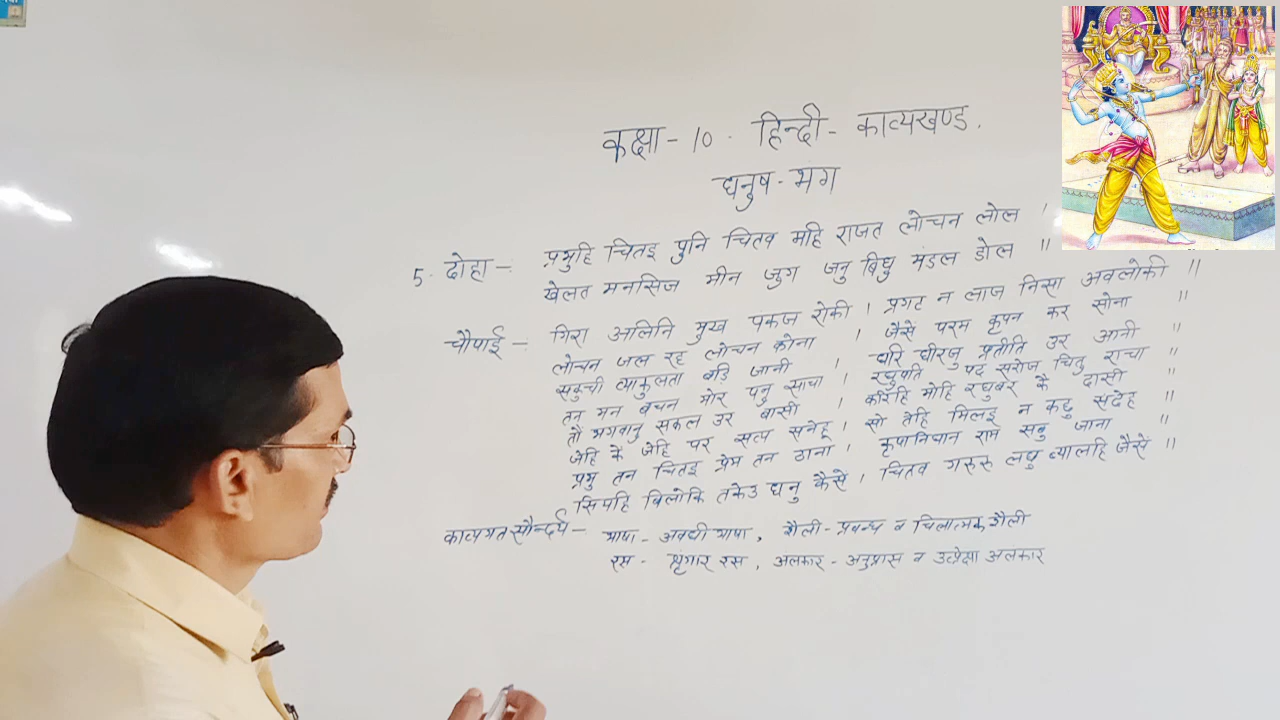 कक्षा - 10 - हिन्दी - काव्यखण्ड.
धनुष - भंग
5. दोहा - प्रभुहि चितइ पुनि चितव महि राजत लोचन लोल ।
खेलत मनसिज मीन जुग जनु बिधु मंडल डोल ॥
चौपाई - गिरा अलिनि मुख पंकज रोकी । प्रगट न लाज निसा अवलोकी ॥
लोचन जल रह लोचन कोना । जैसें परम कृपन कर सोना ॥
सकुची व्याकुलता बड़ि जानी । धरि धीरजु प्रतीति उर आनी ॥
तन मन बचन मोर पनु साचा । रघुपति पद सरोज चितु राचा ॥
तौ भगवानु सकल उर बासी । करिहि मोहि रघुबर कै दासी ॥
जेहि कें जेहि पर सत्य सनेहू । सो तेहि मिलइ न कछु संदेह ॥
प्रभु तन चितइ प्रेम तन ठाना । कृपानिधान राम सबु जाना ॥
सियहि बिलोकि तकेउ धनु कैसें । चितव गरुरू लघु ब्यालहि जैसे ॥
काव्यगत सौन्दर्य - भाषा - अवधी भाषा, शैली - प्रबन्ध व चित्रात्मक शैली
रस - श्रृंगार रस, अलंकार - अनुप्रास व उत्प्रेक्षा अलंकार